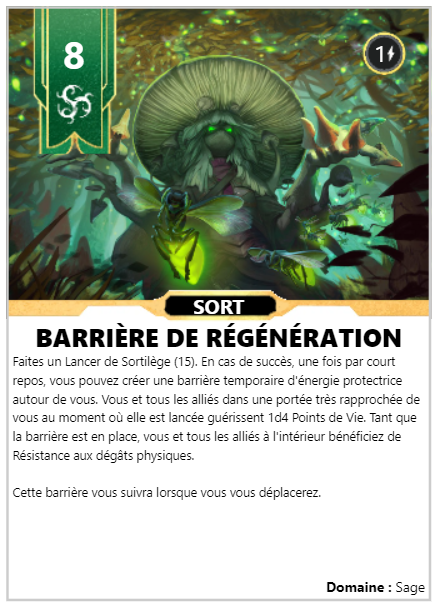 8
1
SORT
BARRIÈRE DE RÉGÉNÉRATION
Faites un Lancer de Sortilège (15). En cas de succès, une fois par court
repos, vous pouvez créer une barrière temporaire d'énergie protectrice
autour de vous. Vous et tous les alliés dans une portée très rapprochée de
vous au moment où elle est lancée guérissent 1d4 Points de Vie. Tant que
la barrière est en place, vous et tous les alliés à l'intérieur bénéficiez de
Résistance aux dégâts physiques.
Cette barrière vous suivra lorsque vous vous déplacerez.
Domaine : Sage